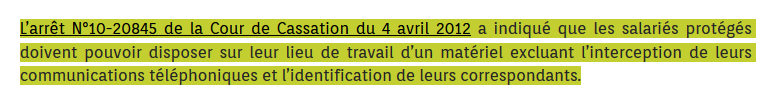 L'arrêt N°10-20845 de la Cour de Cassation du 4 avril 2012 a indiqué que les salariés protégés
doivent pouvoir disposer sur leur lieu de travail d'un matériel excluant l'interception de leurs
communications téléphoniques et l'identification de leurs correspondants.